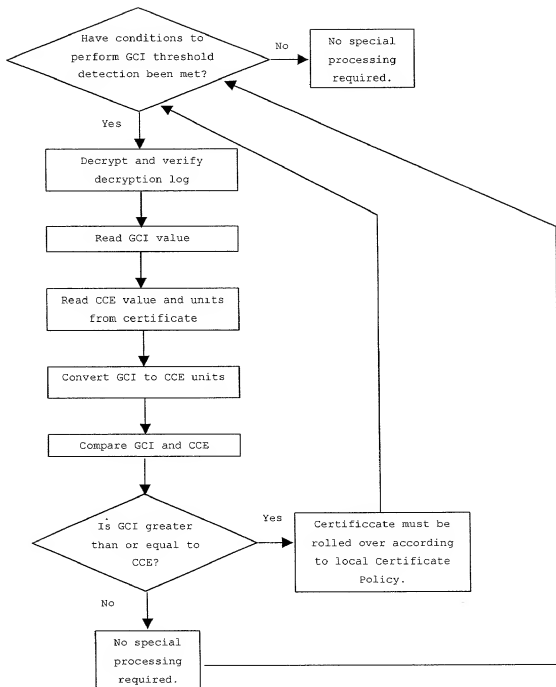 Have conditions to
perform GCI threshold
detection been met?
No
No special
processing
required.
Yes
Decrypt and verify
decryption log
Read GCI value
Read CCE value and units
from certificate
Convert GCI to CCE units
Compare GCI and CCE
Is GCI greater
than or equal to
CCE?
Yes
Certificcate must be
rolled over according
to local Certificate
Policy.
No
No special
processing
required.